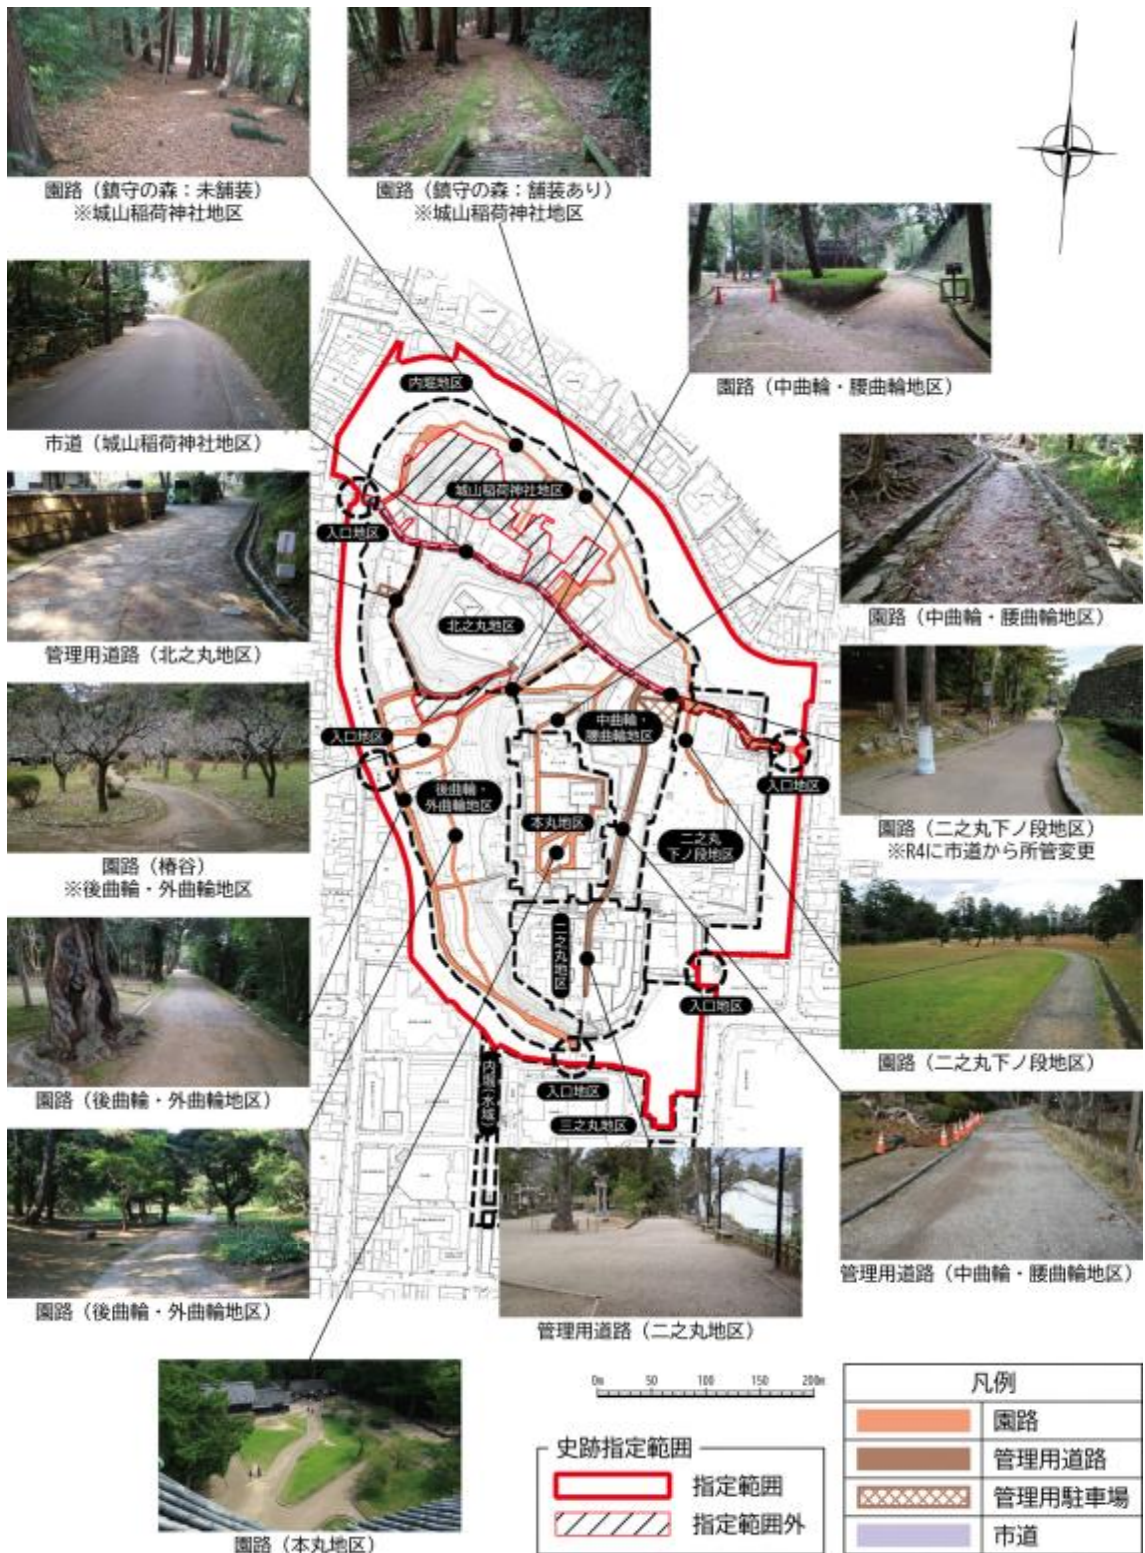 園路（鎮守の森：未舗装）
※城山稲荷神社地区
園路（鎮守の森：舗装あり）
※城山稲荷神社地区
園路（中曲輪・腰曲輪地区）
市道（城山稲荷神社地区）
内堀地区
城山稲荷神社地区
入口地区
園路（中曲輪・腰曲輪地区）
管理用道路（北之丸地区）
北之丸地区
中曲輪・
腰曲輪地区
入口地区
入口地区
後曲輪・
外曲輪地区
本丸地区
二之丸
下ノ段地区
園路（二之丸下ノ段地区）
※R4に市道から所管変更
園路（椿谷）
※後曲輪・外曲輪地区
二之丸地区
入口地区
園路（二之丸下ノ段地区）
園路（後曲輪・外曲輪地区）
内堀（水域）
入口地区
三之丸地区
管理用道路（中曲輪・腰曲輪地区）
園路（後曲輪・外曲輪地区）
管理用道路（二之丸地区）
園路（本丸地区）
0m 50 100 150 200m
史跡指定範囲
指定範囲
指定範囲外
凡例
園路
管理用道路
管理用駐車場
市道